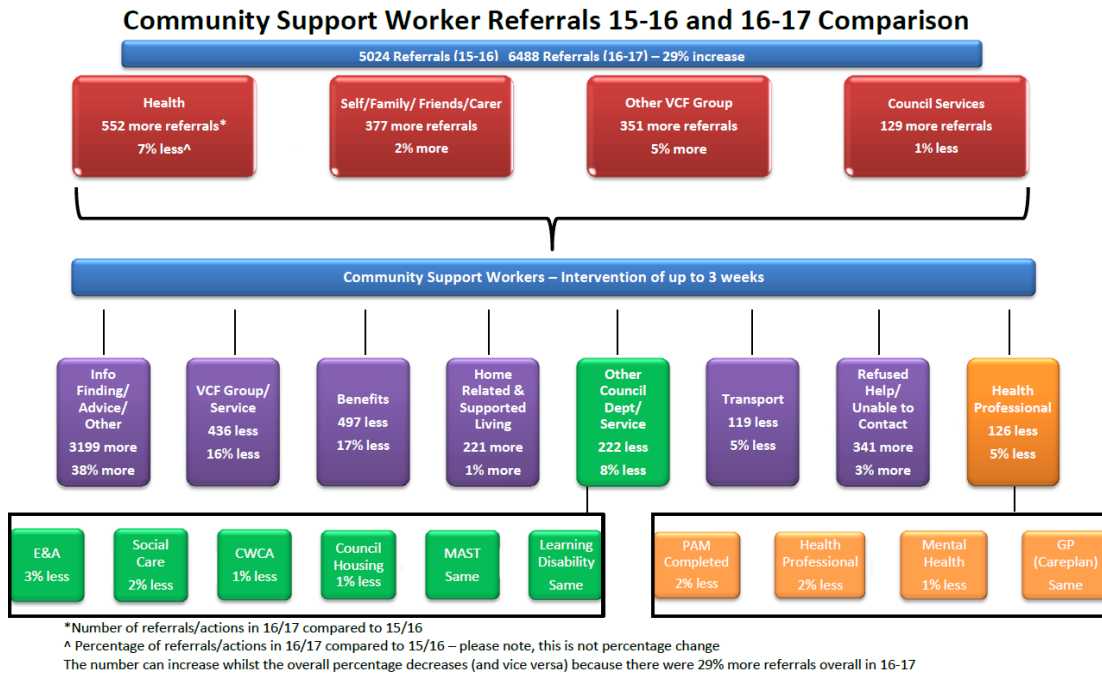 Community Support Worker Referrals 15-16 and 16-17 Comparison
5024 Referrals (15-16)  6488 Referrals (16-17) – 29% increase
Health
552 more referrals*
7% less^
Self/Family/ Friends/Carer
377 more referrals
2% more
Other VCF Group
351 more referrals
5% more
Council Services
129 more referrals
1% less
Community Support Workers – Intervention of up to 3 weeks
Info
Finding/
Advice/
Other
3199 more
38% more
VCF Group/
Service
436 less
16% less
Benefits
497 less
17% less
Home
Related &
Supported
Living
221 more
1% more
Other
Council
Dept/
Service
222 less
8% less
Transport
119 less
5% less
Refused
Help/
Unable to
Contact
341 more
3% more
Health
Professional
126 less
5% less
E&A
3% less
Social
Care
2% less
CWCA
1% less
Council
Housing
1% less
MAST
Same
Learning
Disability
Same
PAM
Completed
2% less
Health
Professional
2% less
Mental
Health
1% less
GP
(Careplan)
Same
*Number of referrals/actions in 16/17 compared to 15/16
^ Percentage of referrals/actions in 16/17 compared to 15/16 – please note, this is not percentage change
The number can increase whilst the overall percentage decreases (and vice versa) because there were 29% more referrals overall in 16-17